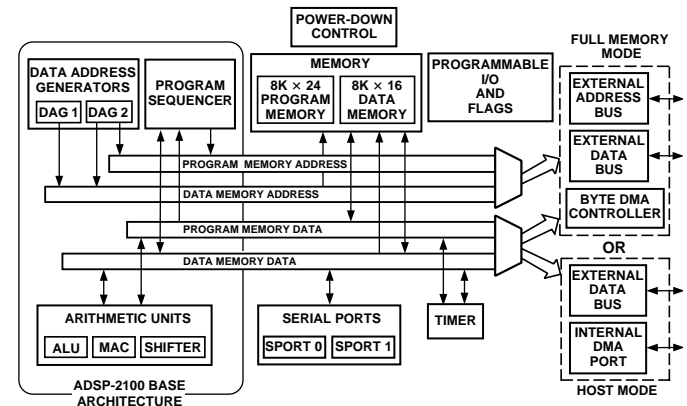 POWER-DOWN
CONTROL
FULL MEMORY
MODE
DATA ADDRESS
GENERATORS
DAG 1
DAG 2
PROGRAM
SEQUENCER
MEMORY
8K × 24
PROGRAM
MEMORY
8K × 16
DATA
MEMORY
PROGRAMMABLE
I/O
AND
FLAGS
EXTERNAL
ADDRESS
BUS
EXTERNAL
DATA
BUS
BYTE DMA
CONTROLLER
PROGRAM MEMORY ADDRESS
DATA MEMORY ADDRESS
PROGRAM MEMORY DATA
DATA MEMORY DATA
OR
EXTERNAL
DATA
BUS
INTERNAL
DMA
PORT
HOST MODE
ARITHMETIC UNITS
ALU
MAC
SHIFTER
SERIAL PORTS
SPORT 0
SPORT 1
TIMER
ADSP-2100 BASE
ARCHITECTURE